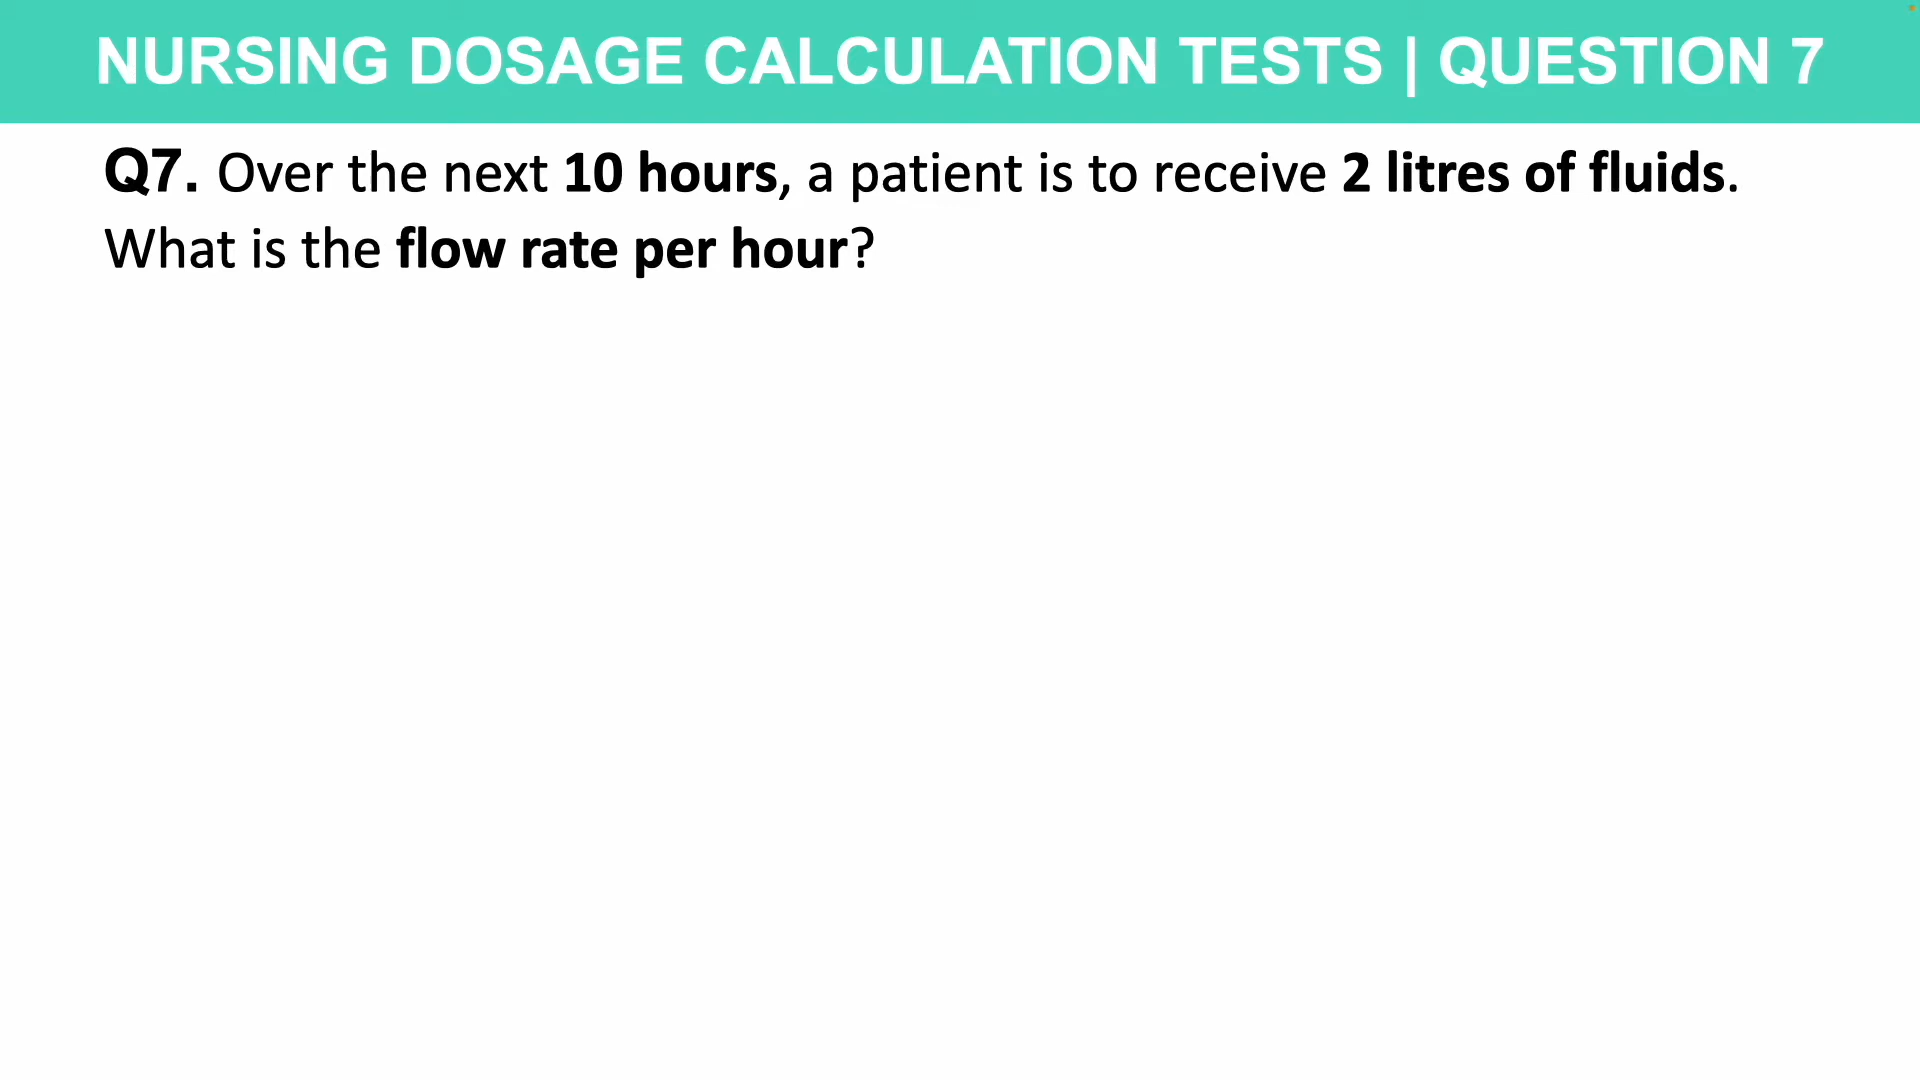 NURSING DOSAGE CALCULATION TESTS | QUESTION 7
Q7. Over the next 10 hours, a patient is to receive 2 litres of fluids.
What is the flow rate per hour?